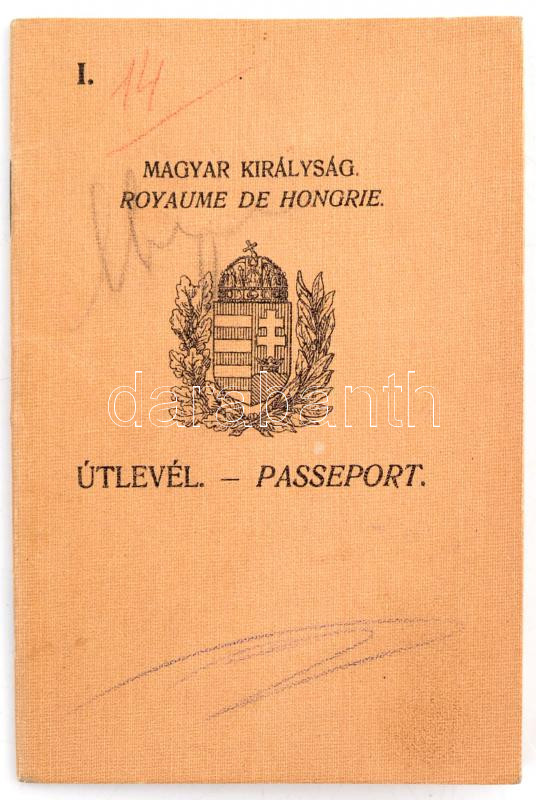 I. 14
MAGYAR KIRÁLYSÁG.
ROYAUME DE HONGRIE.
darabanth
ÚTLEVÉL. – PASSEPORT.